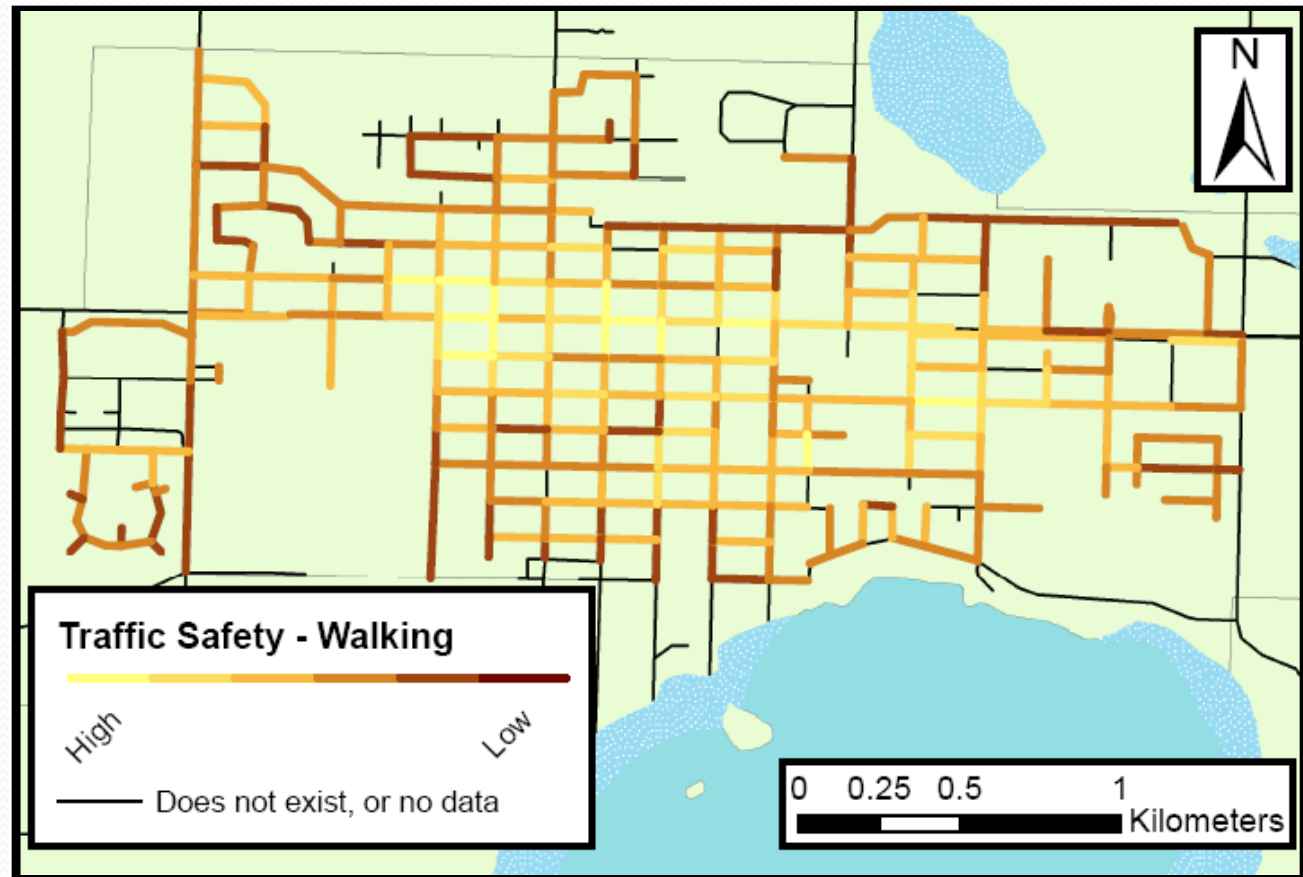 N
Traffic Safety - Walking
High
Low
Does not exist, or no data
0 0.25 0.5 1
Kilometers